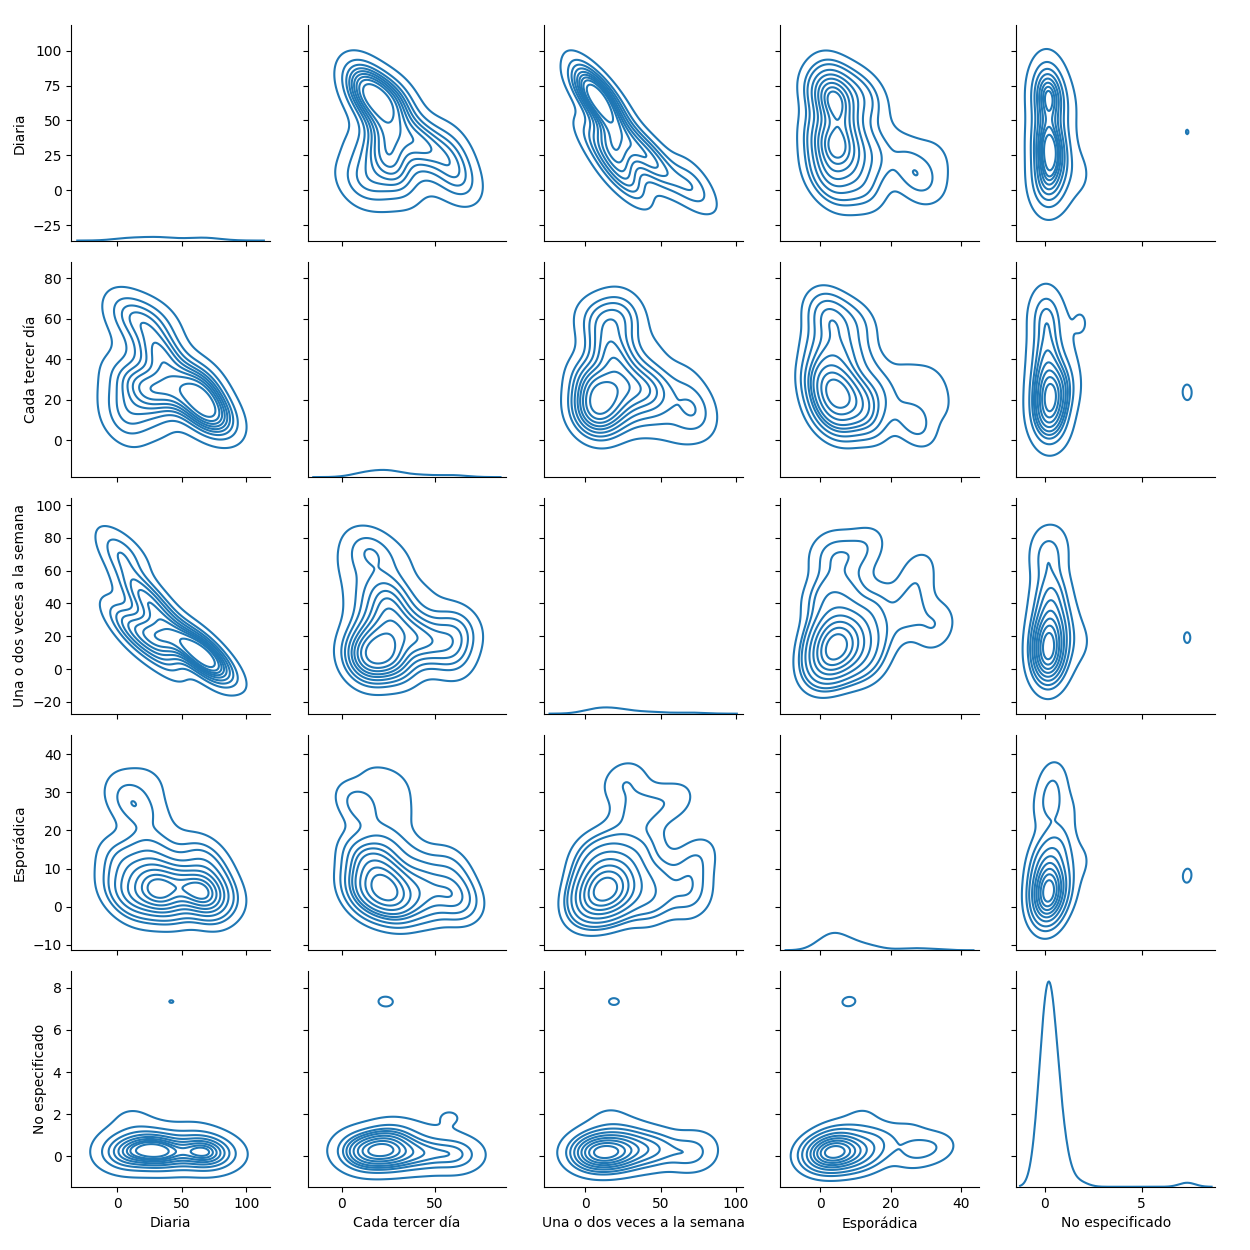 100
75
50
25
0
−25
Diaria
80
60
40
20
0
Cada tercer día
100
80
60
40
20
0
−20
Una o dos veces a la semana
40
30
20
10
0
−10
Esporádica
8
6
4
2
0
No especificado
0 50 100
Diaria
0 50
Cada tercer día
0 50 100
Una o dos veces a la semana
0 20 40
Esporádica
0 5
No especificado